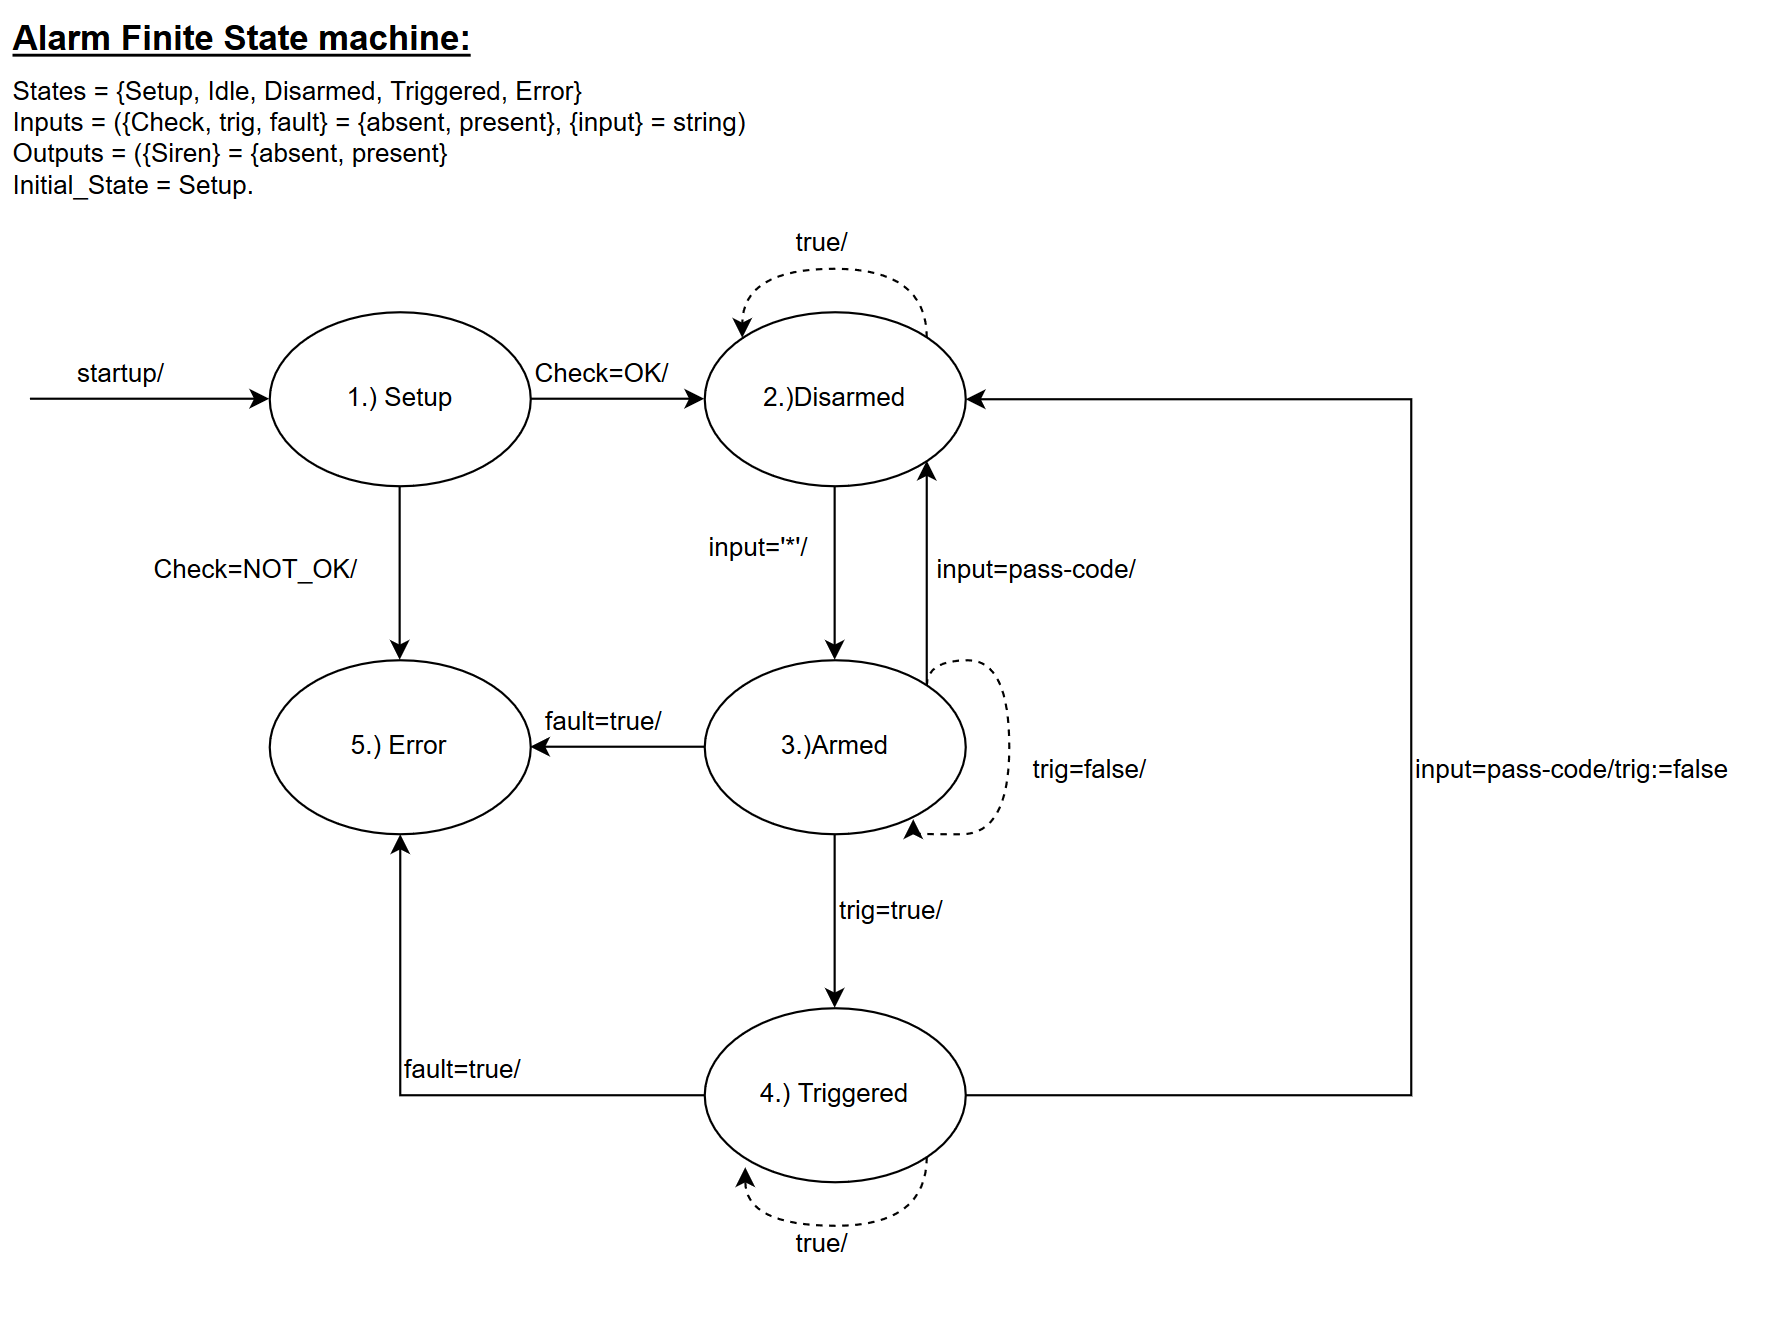 Alarm Finite State machine:
States = {Setup, Idle, Disarmed, Triggered, Error}
Inputs = ({Check, trig, fault} = {absent, present}, {input} = string)
Outputs = ({Siren} = {absent, present}
Initial_State = Setup.
true/
startup/
1.) Setup
Check=OK/
2.)Disarmed
Check=NOT_OK/
input='*'/
input=pass-code/
5.) Error
fault=true/
3.)Armed
trig=false/
input=pass-code/trig:=false
trig=true/
fault=true/
4.) Triggered
true/